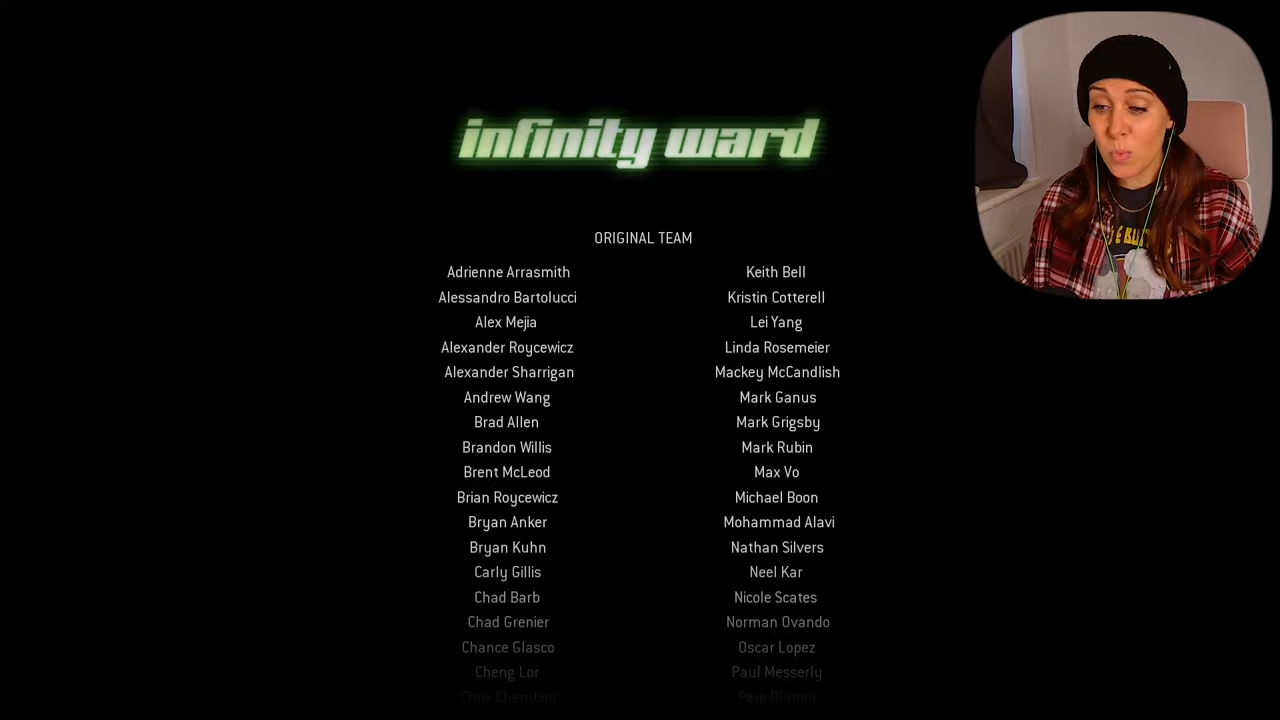 infinity ward
ORIGINAL TEAM
Adrienne Arrasmith Keith Bell
Alessandro Bartolucci Kristin Cotterell
Alex Mejia Lei Yang
Alexander Roycewicz Linda Rosemeier
Alexander Sharrigan Mackey McCandlish
Andrew Wang Mark Ganus
Brad Allen Mark Grigsby
Brandon Willis Mark Rubin
Brent McLeod Max Vo
Brian Roycewicz Michael Boon
Bryan Anker Mohammad Alavi
Bryan Kuhn Nathan Silvers
Carly Gillis Neel Kar
Chad Barb Nicole Scates
Chad Grenier Norman Ovando
Chance Glasco Oscar Lopez
Cheng Lor Paul Messerly